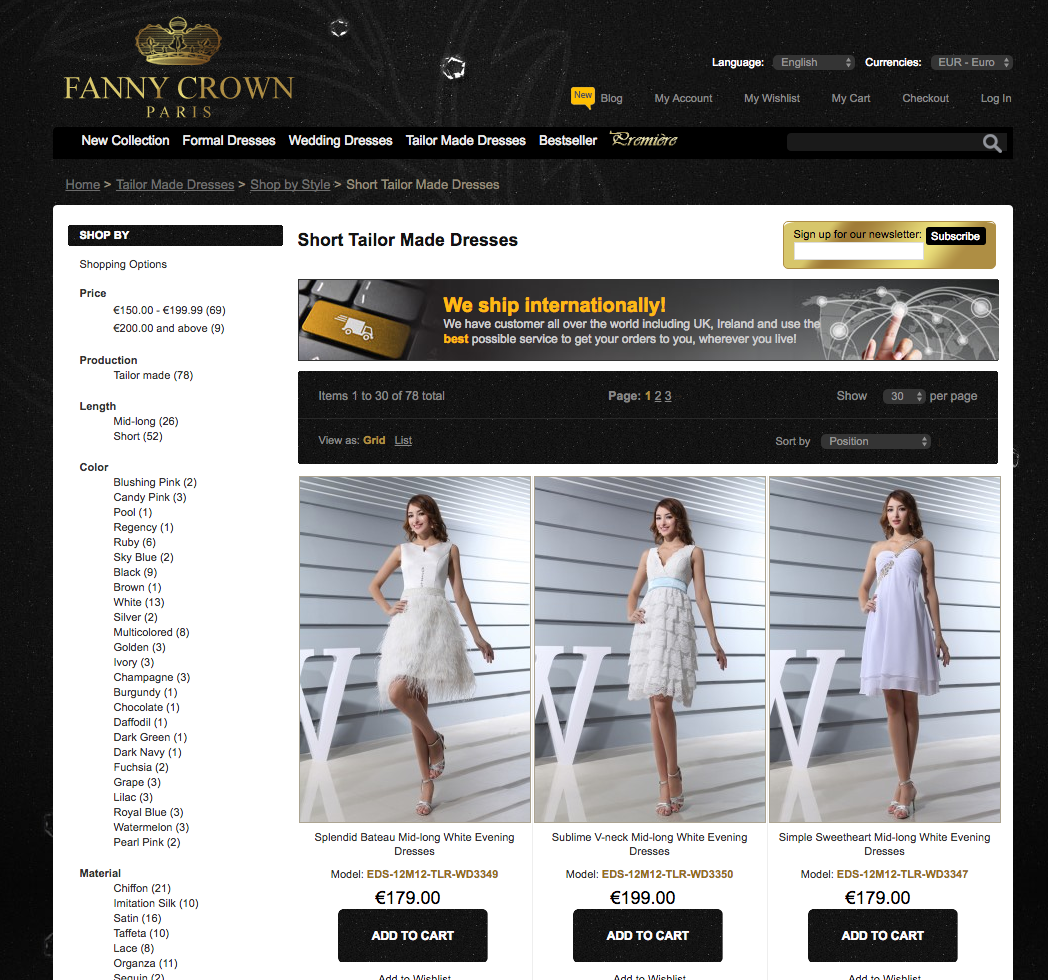 FANNY CROWN
PARIS
Language: English Currencies: EUR - Euro
New Blog My Account My Wishlist My Cart Checkout Log In
New Collection Formal Dresses Wedding Dresses Tailor Made Dresses Bestseller Première
Home > Tailor Made Dresses > Shop by Style > Short Tailor Made Dresses
SHOP BY
Shopping Options
Price
€150.00 - €199.99 (69)
€200.00 and above (9)
Production
Tailor made (78)
Length
Mid-long (26)
Short (52)
Color
Blushing Pink (2)
Candy Pink (3)
Pool (1)
Regency (1)
Ruby (6)
Sky Blue (2)
Black (9)
Brown (1)
White (13)
Silver (2)
Multicolored (8)
Golden (3)
Ivory (3)
Champagne (3)
Burgundy (1)
Chocolate (1)
Daffodil (1)
Dark Green (1)
Dark Navy (1)
Fuchsia (2)
Grape (3)
Lilac (3)
Royal Blue (3)
Watermelon (3)
Pearl Pink (2)
Material
Chiffon (21)
Imitation Silk (10)
Satin (16)
Taffeta (10)
Lace (8)
Organza (11)
Sequin (2)
Short Tailor Made Dresses
Sign up for our newsletter: Subscribe
We ship internationally!
We have customer all over the world including UK, Ireland and use the
best possible service to get your orders to you, wherever you live!
Items 1 to 30 of 78 total Page: 1 2 3 Show 30 per page
View as: Grid List Sort by Position
W
W
W
Splendid Bateau Mid-long White Evening
Dresses
Model: EDS-12M12-TLR-WD3349
€179.00
ADD TO CART
Add to Wishlist
Sublime V-neck Mid-long White Evening
Dresses
Model: EDS-12M12-TLR-WD3350
€199.00
ADD TO CART
Add to Wishlist
Simple Sweetheart Mid-long White Evening
Dresses
Model: EDS-12M12-TLR-WD3347
€179.00
ADD TO CART
Add to Wishlist